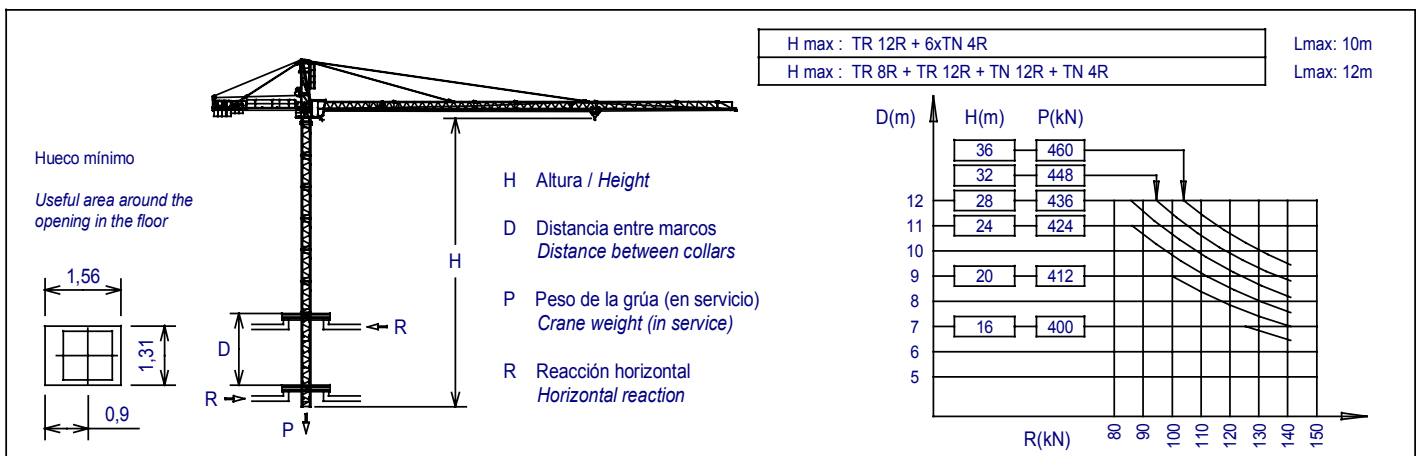 Hueco mínimo
Useful area around the
opening in the floor
1,56
1,31
0,9
D
R
R
P
H
H Altura / Height
D Distancia entre marcos
Distance between collars
P Peso de la grúa (en servicio)
Crane weight (in service)
R Reacción horizontal
Horizontal reaction
H max : TR 12R + 6xTN 4R Lmax: 10m
H max : TR 8R + TR 12R + TN 12R + TN 4R Lmax: 12m
D(m) H(m) P(kN)
36 460
32 448
12 28 436
11 24 424
10
9 20 412
8
7 16 400
6
5
R(kN) 80 90 100 110 120 130 140 150